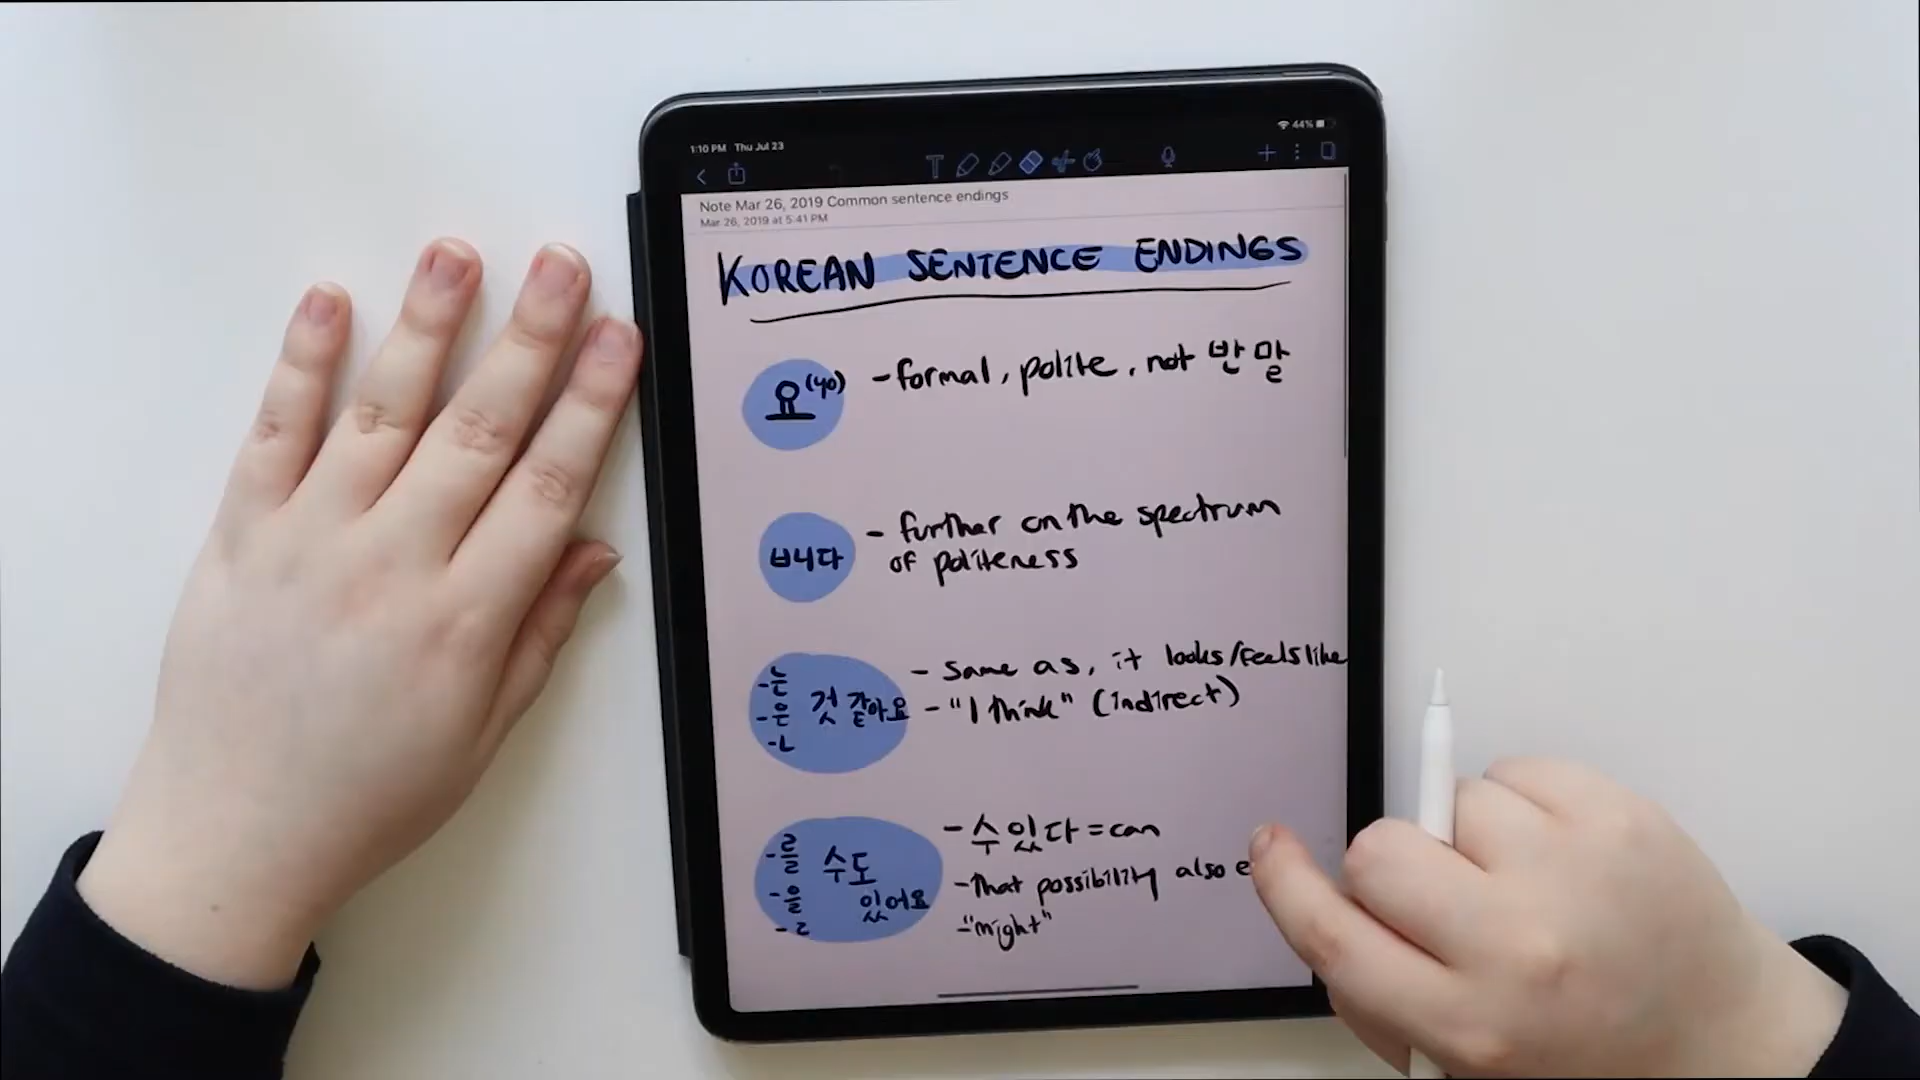 1:10 PM Thu Jul 23
44%
Note Mar 26, 2019 Common sentence endings
Mar 26, 2019 at 5:41 PM
KOREAN SENTENCE ENDINGS
요 (yo) - formal, polite, not 반말
ㅂ니다 - further on the spectrum
of politeness
-는
-은
-ㄴ
것 같아요
- same as, it looks/feels like
- "I think" (indirect)
-를
-을
-ㄹ
수도
있어요
- 수 있다 = can
- that possibility also e
- "might"